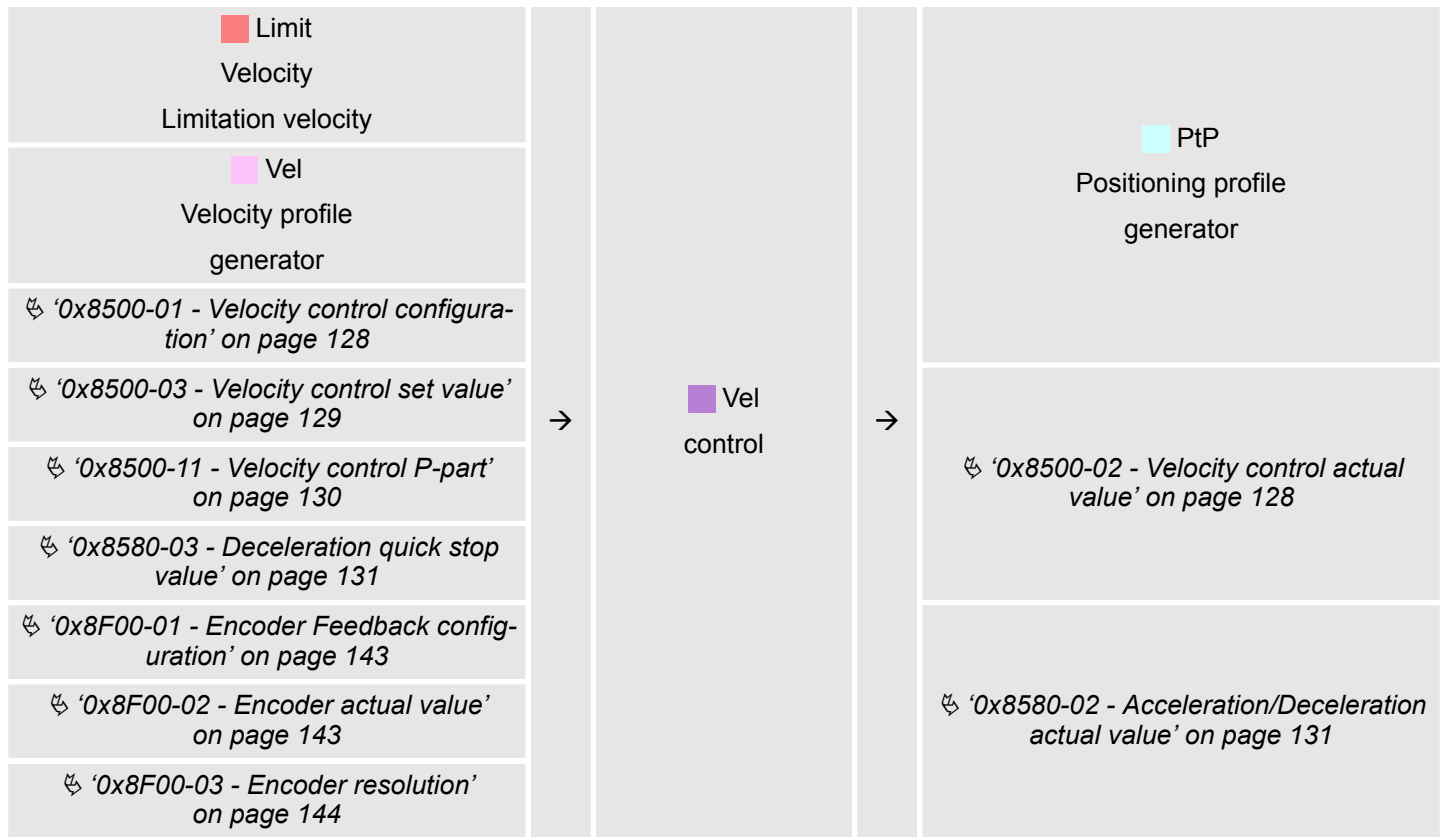 Limit
Velocity
Limitation velocity
Vel
Velocity profile
generator
↳ ‘0x8500-01 - Velocity control configura-
tion’ on page 128
↳ ‘0x8500-03 - Velocity control set value’
on page 129
↳ ‘0x8500-11 - Velocity control P-part’
on page 130
↳ ‘0x8580-03 - Deceleration quick stop
value’ on page 131
↳ ‘0x8F00-01 - Encoder Feedback config-
uration’ on page 143
↳ ‘0x8F00-02 - Encoder actual value’
on page 143
↳ ‘0x8F00-03 - Encoder resolution’
on page 144
→
Vel
control
→
PtP
Positioning profile
generator
↳ ‘0x8500-02 - Velocity control actual
value’ on page 128
↳ ‘0x8580-02 - Acceleration/Deceleration
actual value’ on page 131